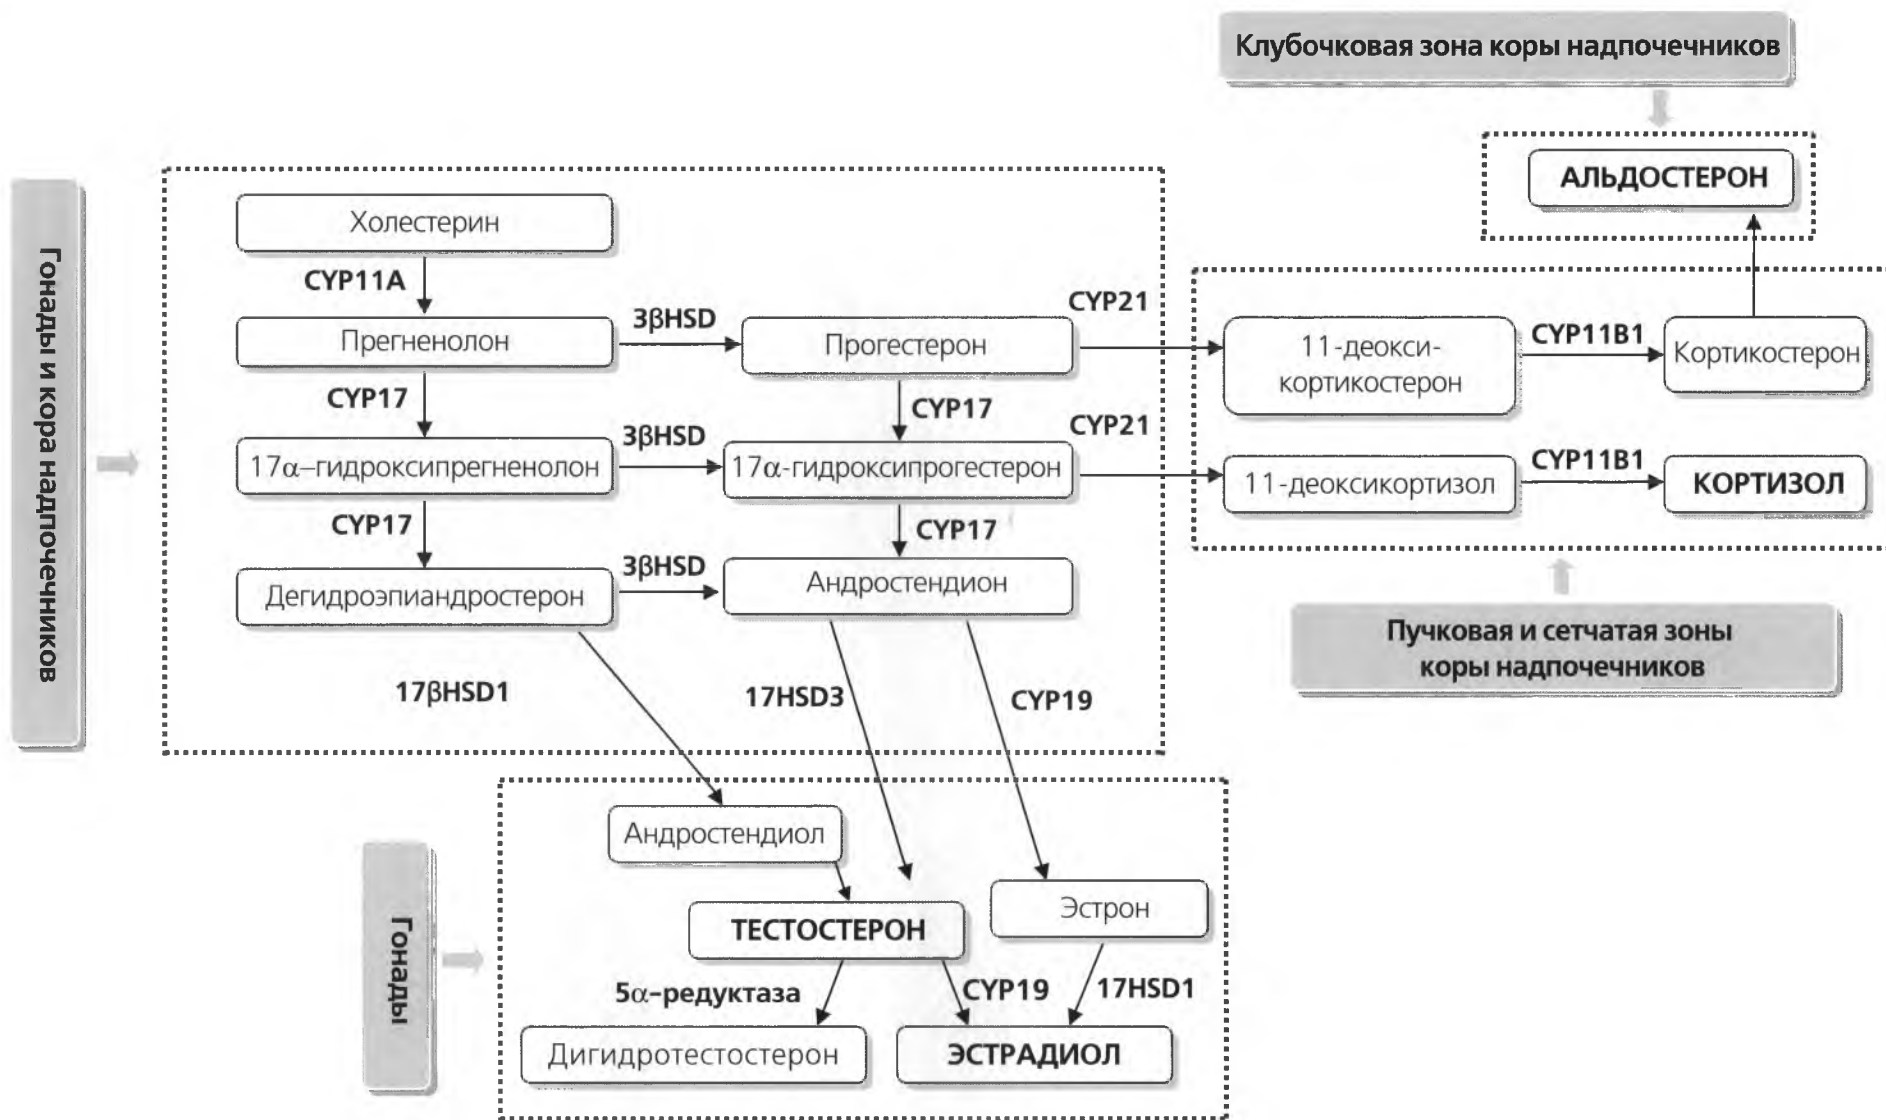 Клубочковая зона коры надпочечников
АЛЬДОСТЕРОН
Гонады и кора надпочечников
Холестерин
CYP11A
Прегненолон
3βHSD
Прогестерон
CYP21
11-деокси-
кортикостерон
CYP11B1
Кортикостерон
CYP17
CYP17
17α–гидроксипрегненолон
3βHSD
17α-гидроксипрогестерон
CYP21
11-деоксикортизол
CYP11B1
КОРТИЗОЛ
CYP17
CYP17
Дегидроэпиандростерон
3βHSD
Андростендион
Пучковая и сетчатая зоны
коры надпочечников
17βHSD1
17HSD3
CYP19
Гонады
Андростендиол
ТЕСТОСТЕРОН
Эстрон
5α–редуктаза
CYP19
17HSD1
Дигидротестостерон
ЭСТРАДИОЛ